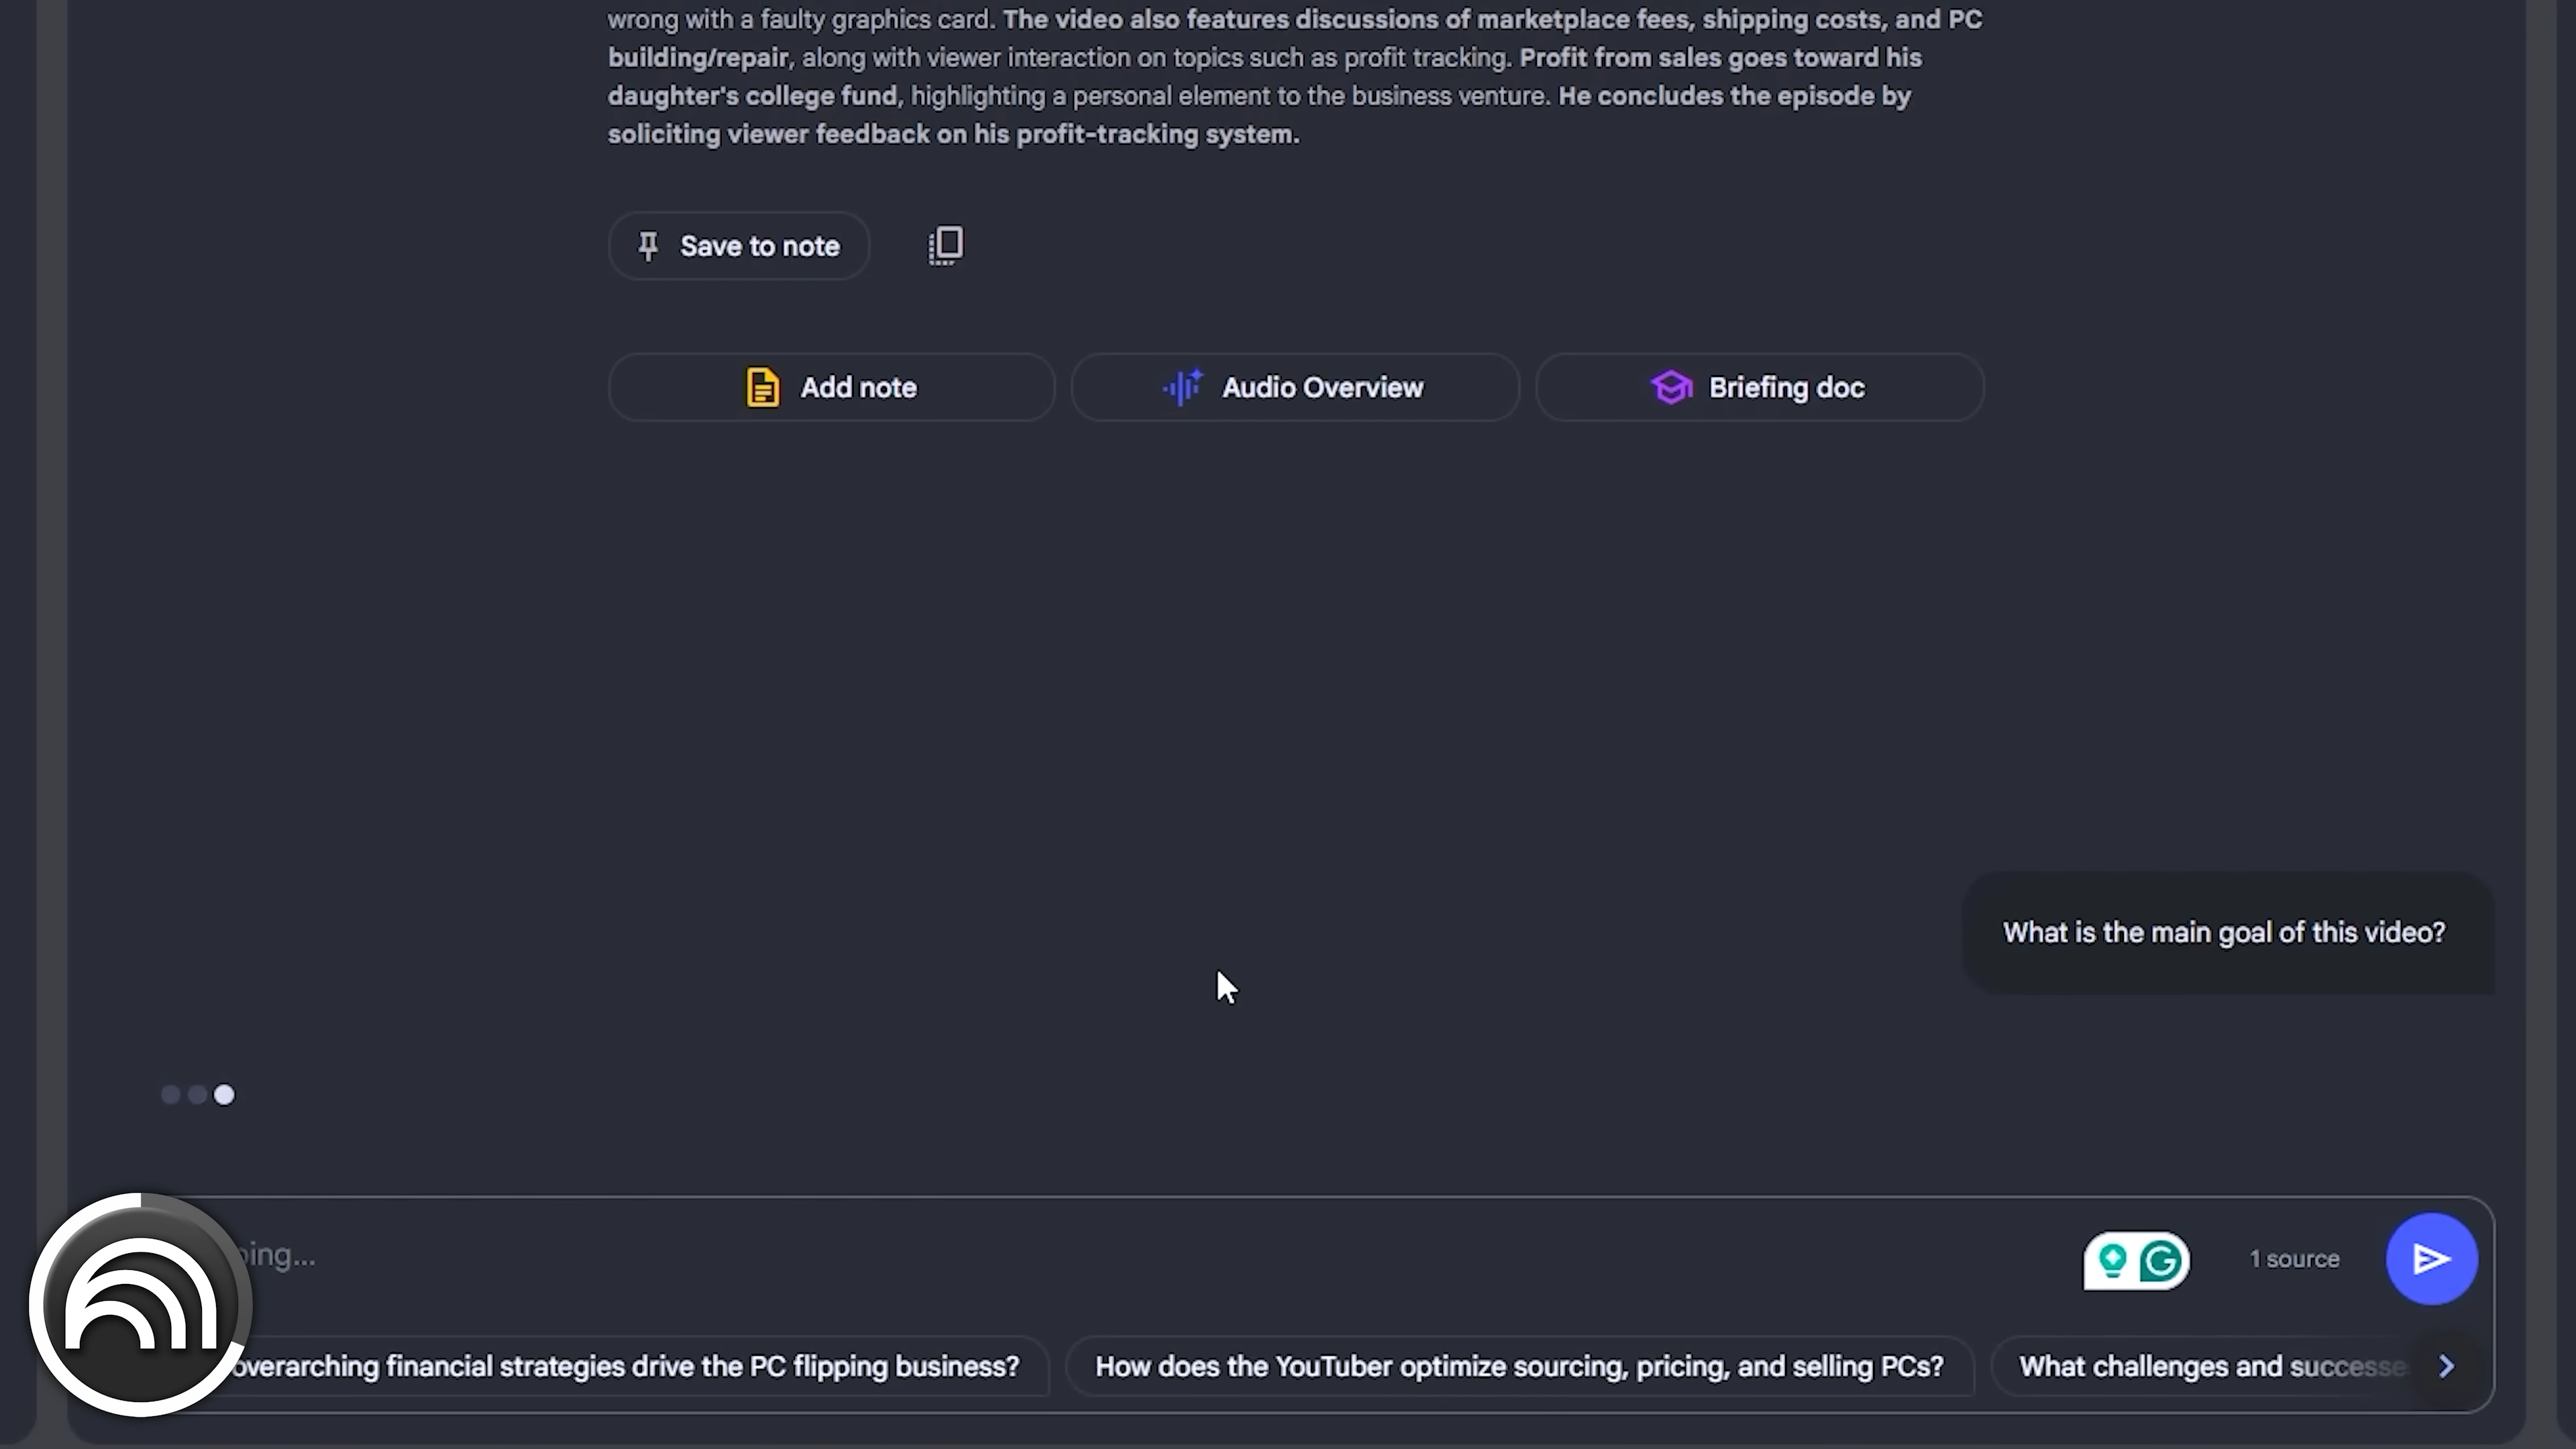 wrong with a faulty graphics card. The video also features discussions of marketplace fees, shipping costs, and PC
building/repair, along with viewer interaction on topics such as profit tracking. Profit from sales goes toward his
daughter's college fund, highlighting a personal element to the business venture. He concludes the episode by
soliciting viewer feedback on his profit-tracking system.
Save to note
Add note
Audio Overview
Briefing doc
What is the main goal of this video?
1 source
overarching financial strategies drive the PC flipping business?
How does the YouTuber optimize sourcing, pricing, and selling PCs?
What challenges and successe